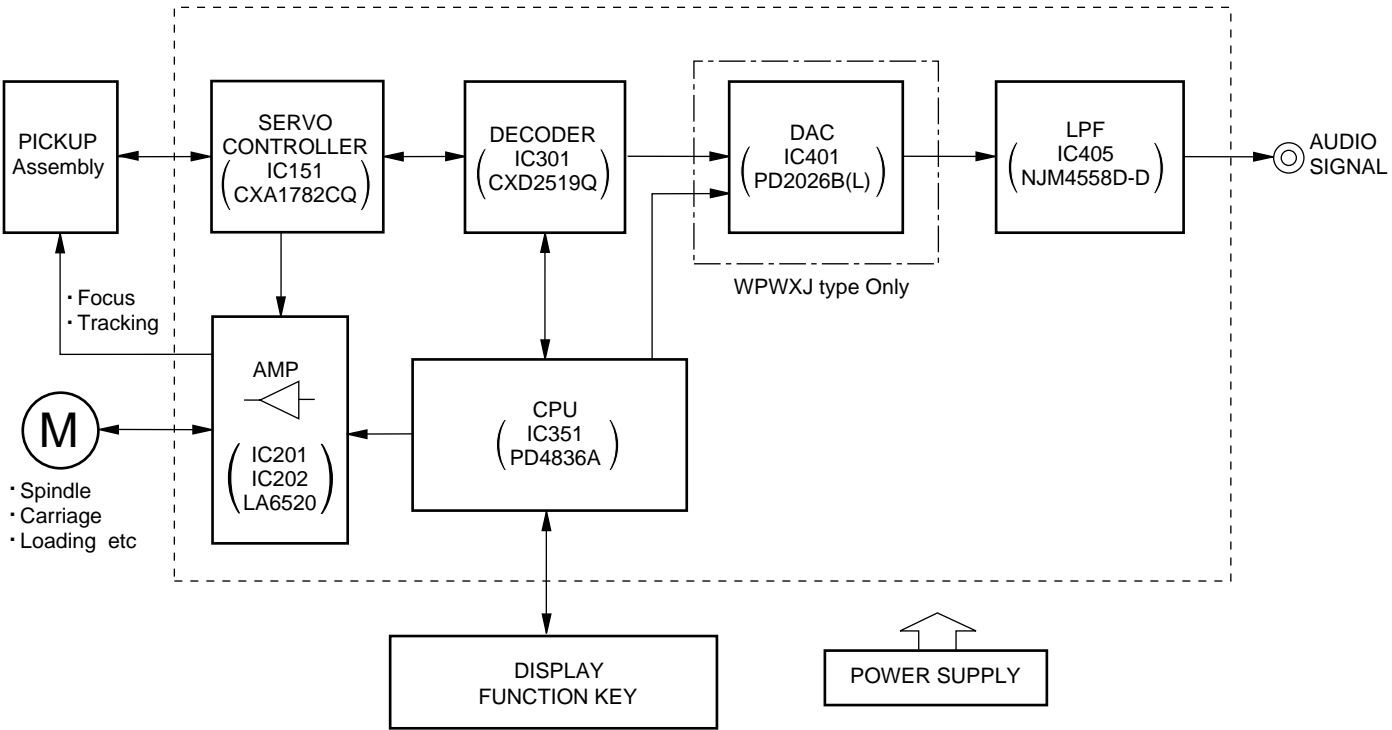 PICKUP
Assembly
SERVO
CONTROLLER
IC151
CXA1782CQ
DECODER
IC301
CXD2519Q
DAC
IC401
PD2026B(L)
WPWXJ type Only
LPF
IC405
NJM4558D-D
AUDIO
SIGNAL
· Focus
· Tracking
AMP
IC201
IC202
LA6520
M
· Spindle
· Carriage
· Loading etc
CPU
IC351
PD4836A
DISPLAY
FUNCTION KEY
POWER SUPPLY